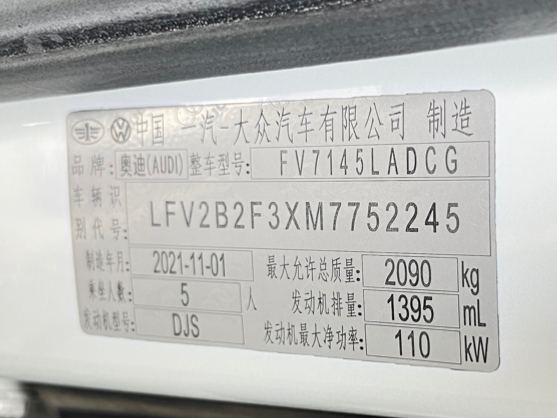 中国 一汽-大众汽车有限公司 制造
品牌: 奥迪(AUDI) 整车型号: FV7145LADCG
车辆识别代号: LFV2B2F3XM7752245
制造年月: 2021-11-01 最大允许总质量: 2090 kg
乘坐人数: 5 人 发动机排量: 1395 mL
发动机型号: DJS 发动机最大净功率: 110 kW